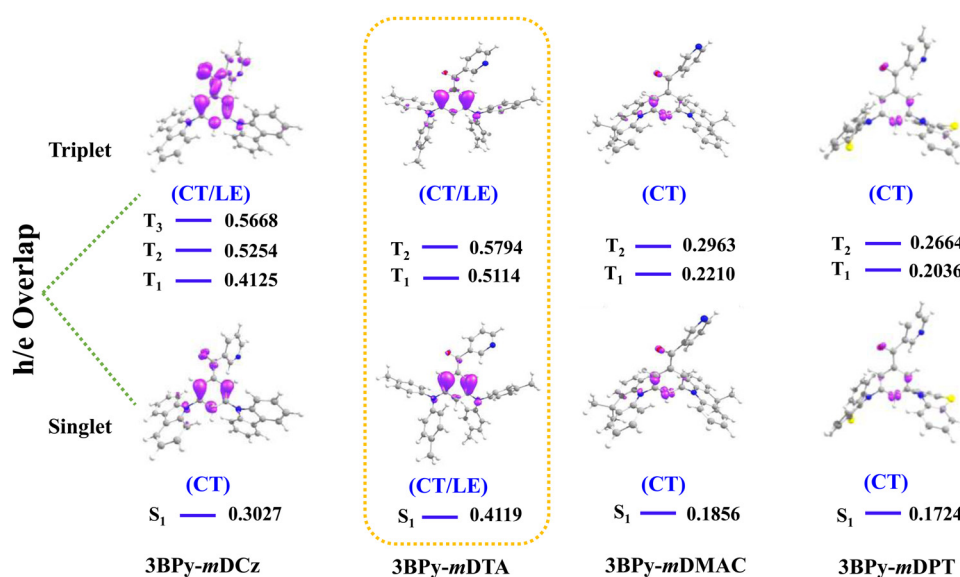 Triplet
(CT/LE)
(CT/LE)
(CT)
(CT)
T3 0.5668
T2 0.5254
T1 0.4125
T2 0.5794
T1 0.5114
T2 0.2963
T1 0.2210
T2 0.2664
T1 0.2036
h/e Overlap
Singlet
(CT)
(CT/LE)
(CT)
(CT)
S1 0.3027
S1 0.4119
S1 0.1856
S1 0.1724
3BPy-mDCz
3BPy-mDTA
3BPy-mDMAC
3BPy-mDPT